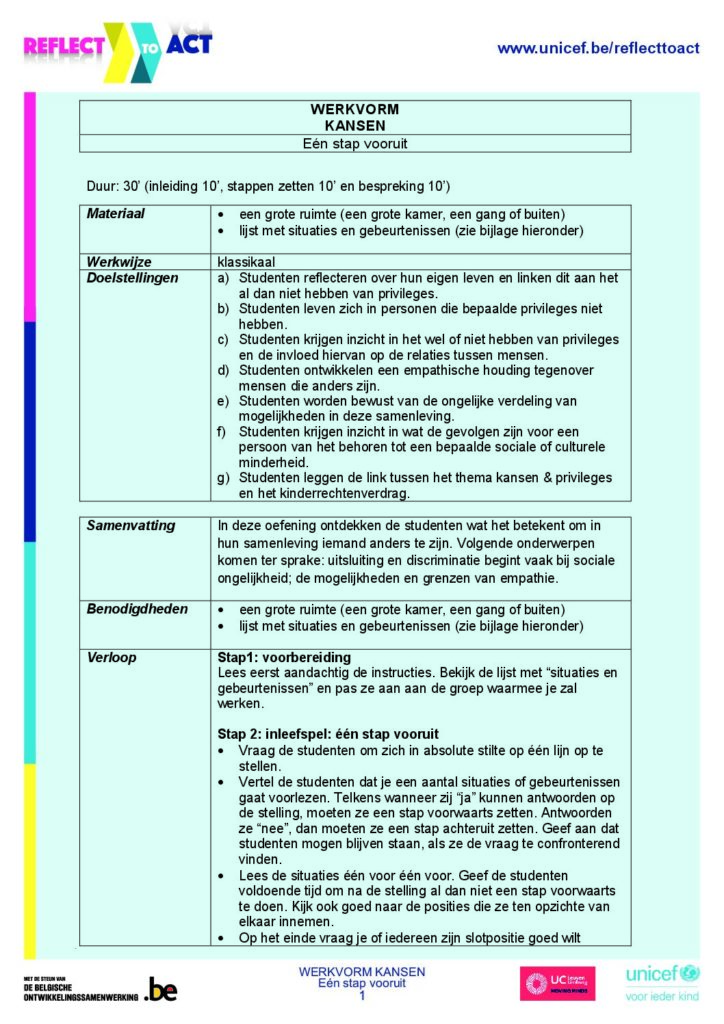 REFLECT TO ACT
www.unicef.be/reflecttoact
WERKVORM
KANSEN
Eén stap vooruit
Duur: 30’ (inleiding 10’, stappen zetten 10’ en bespreking 10’)
Materiaal
• een grote ruimte (een grote kamer, een gang of buiten)
• lijst met situaties en gebeurtenissen (zie bijlage hieronder)
Werkwijze
klassikaal
Doelstellingen
a) Studenten reflecteren over hun eigen leven en linken dit aan het
al dan niet hebben van privileges.
b) Studenten leven zich in personen die bepaalde privileges niet
hebben.
c) Studenten krijgen inzicht in het wel of niet hebben van privileges
en de invloed hiervan op de relaties tussen mensen.
d) Studenten ontwikkelen een empathische houding tegenover
mensen die anders zijn.
e) Studenten worden bewust van de ongelijke verdeling van
mogelijkheden in deze samenleving.
f) Studenten krijgen inzicht in wat de gevolgen zijn voor een
persoon van het behoren tot een bepaalde sociale of culturele
minderheid.
g) Studenten leggen de link tussen het thema kansen & privileges
en het kinderrechtenverdrag.
Samenvatting
In deze oefening ontdekken de studenten wat het betekent om in
hun samenleving iemand anders te zijn. Volgende onderwerpen
komen ter sprake: uitsluiting en discriminatie begint vaak bij sociale
ongelijkheid; de mogelijkheden en grenzen van empathie.
Benodigdheden
• een grote ruimte (een grote kamer, een gang of buiten)
• lijst met situaties en gebeurtenissen (zie bijlage hieronder)
Verloop
Stap1: voorbereiding
Lees eerst aandachtig de instructies. Bekijk de lijst met “situaties en
gebeurtenissen” en pas ze aan aan de groep waarmee je zal
werken.
Stap 2: inleefspel: één stap vooruit
• Vraag de studenten om zich in absolute stilte op één lijn op te
stellen.
• Vertel de studenten dat je een aantal situaties of gebeurtenissen
gaat voorlezen. Telkens wanneer zij “ja” kunnen antwoorden op
de stelling, moeten ze een stap voorwaarts zetten. Antwoorden
ze “nee”, dan moeten ze een stap achteruit zetten. Geef aan dat
studenten mogen blijven staan, als ze de vraag te confronterend
vinden.
• Lees de situaties één voor één voor. Geef de studenten
voldoende tijd om na de stelling al dan niet een stap voorwaarts
te doen. Kijk ook goed naar de posities die ze ten opzichte van
elkaar innemen.
• Op het einde vraag je of iedereen zijn slotpositie goed wilt
MET DE STEUN VAN
DE BELGISCHE
ONTWIKKELINGSSAMENWERKING .be
WERKVORM KANSEN
Eén stap vooruit
1
UC Leuven
Limburg
MOVING MINDS
unicef
voor ieder kind